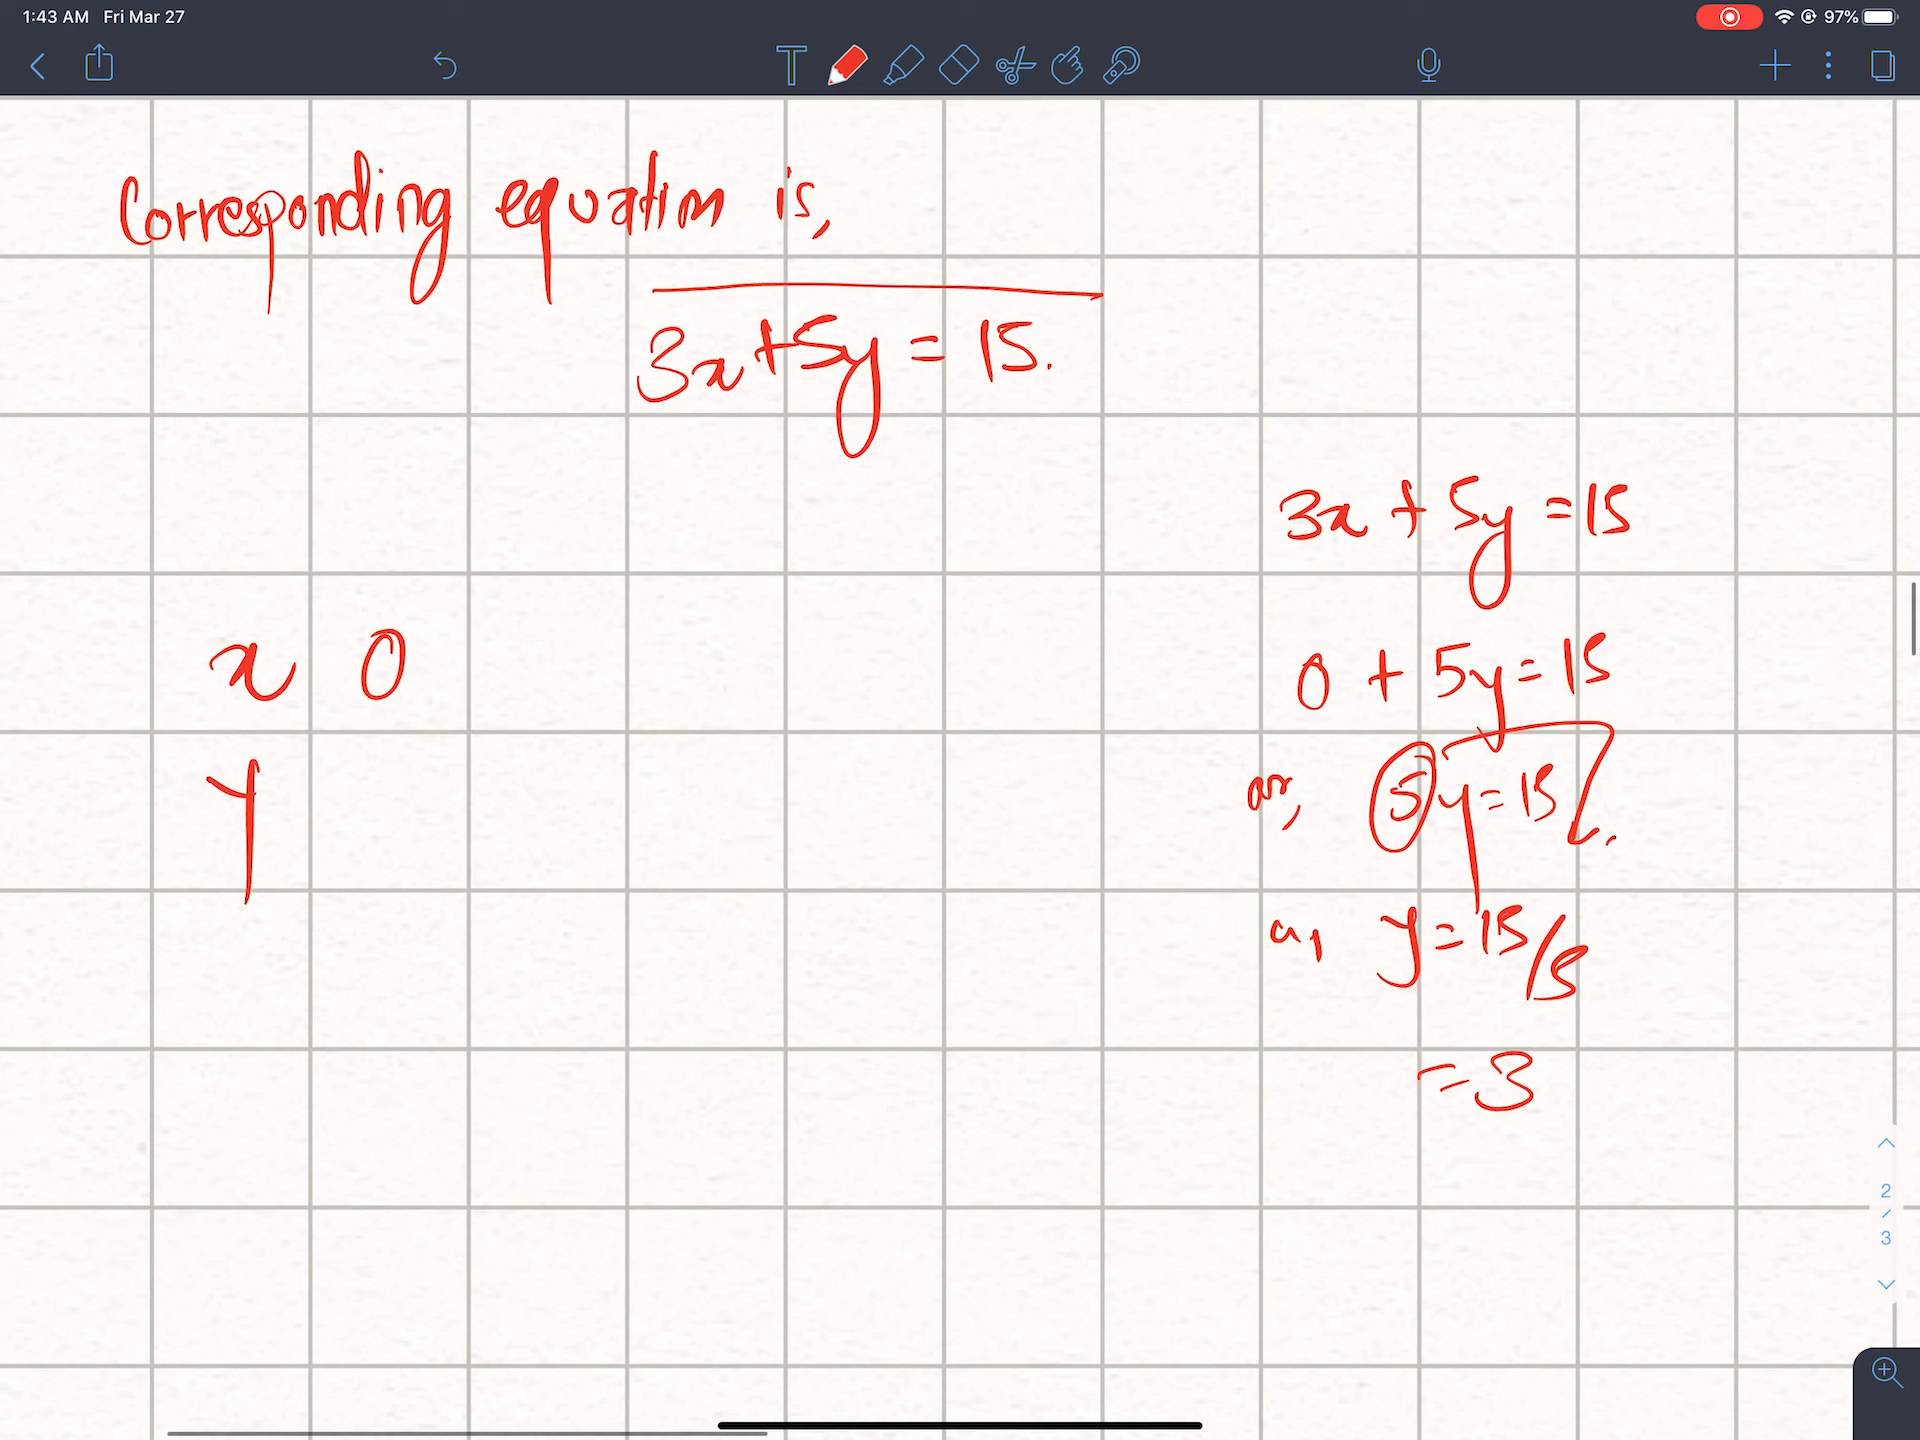 1:43 AM Fri Mar 27
97%
Corresponding equation is,
3x+5y = 15.
3x + 5y = 15
x 0
0 + 5y = 15
y
or, 5y = 15
y = 15/5
= 3
2
3